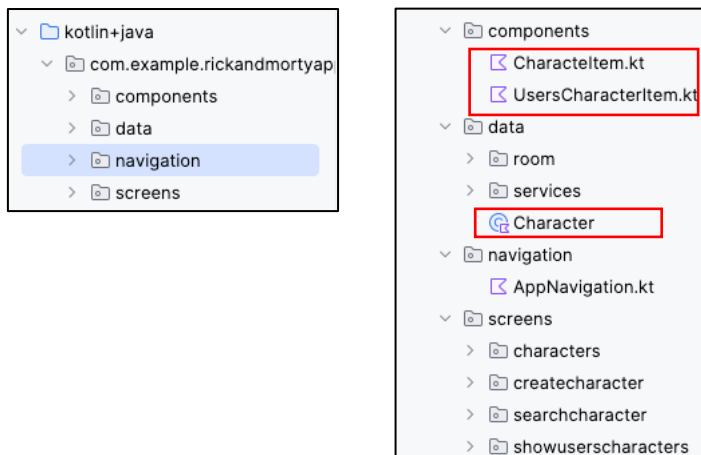 kotlin+java
com.example.rickandmortyap
components
data
navigation
screens
components
CharacteItem.kt
UsersCharacterItem.kt
data
room
services
Character
navigation
AppNavigation.kt
screens
characters
createcharacter
searchcharacter
showuserscharacters